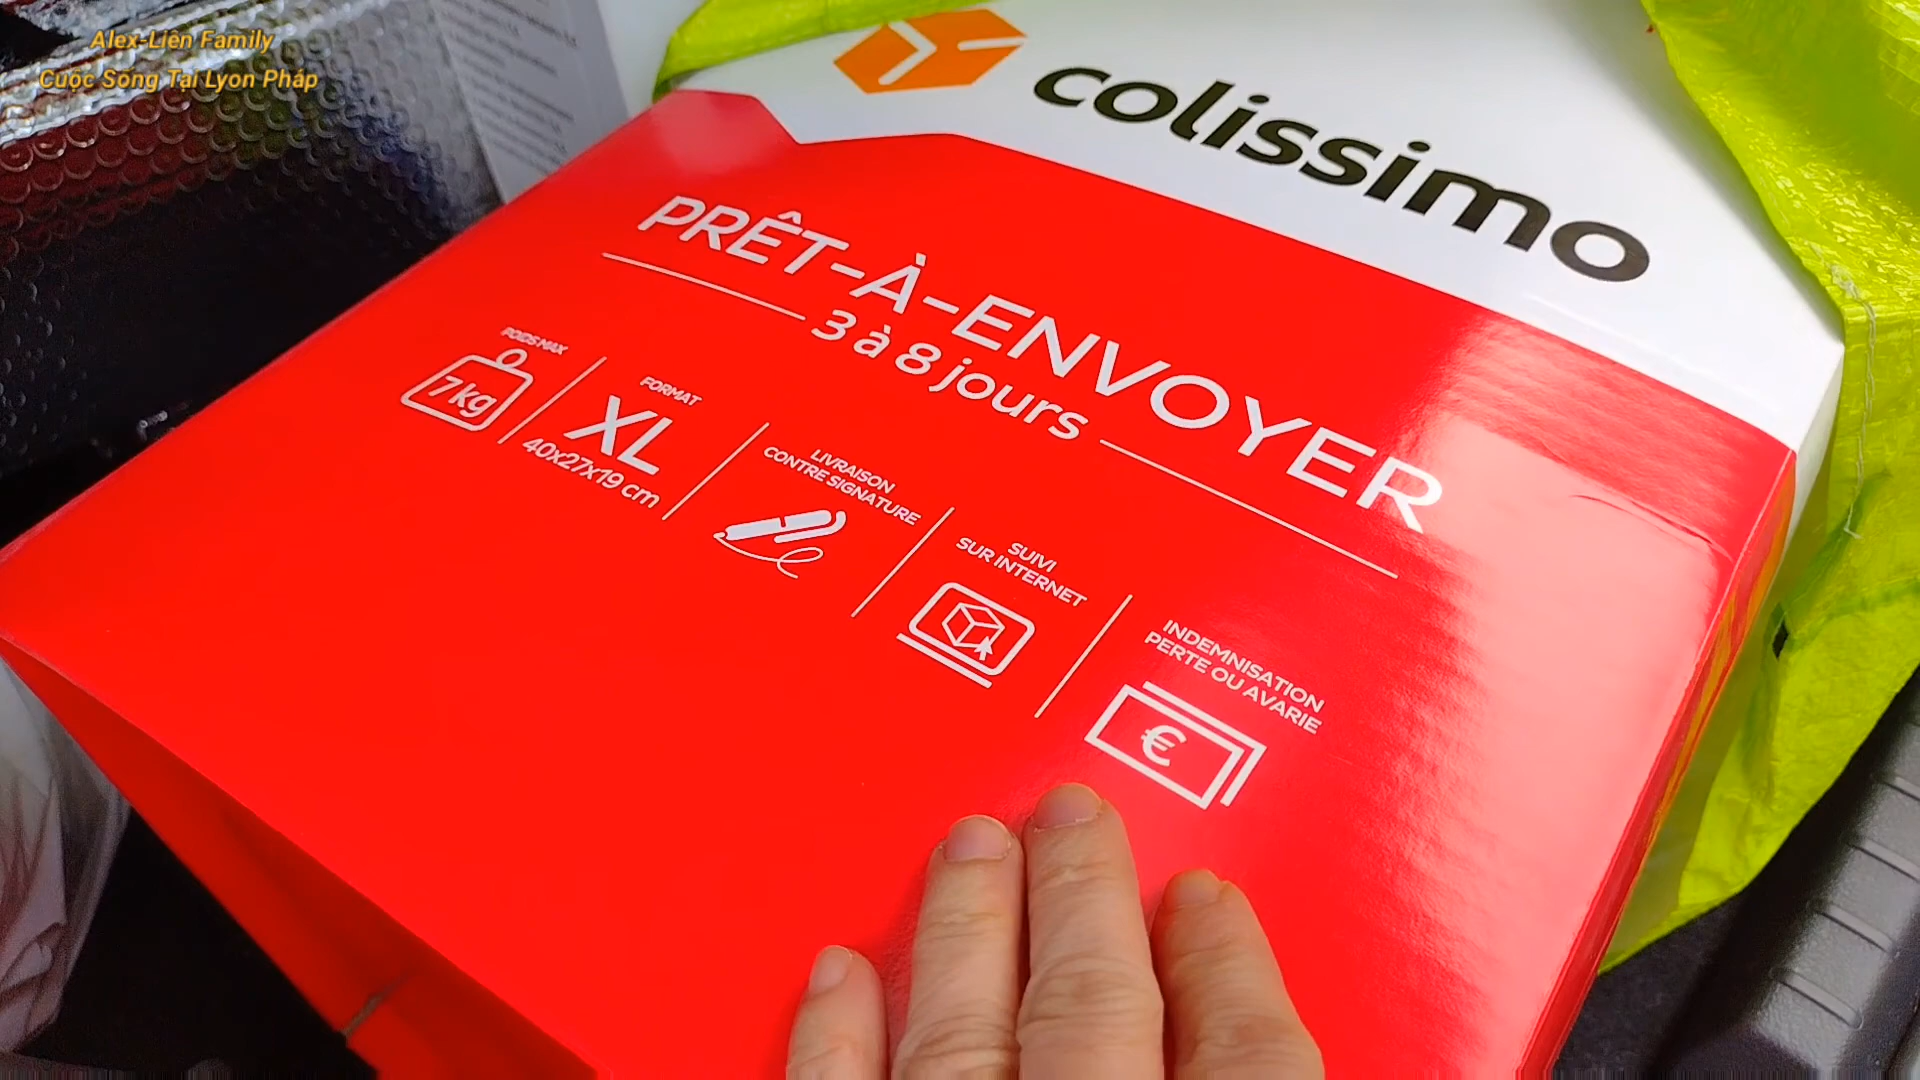 Alex-Liên Family
Cuộc Sống Tại Lyon Pháp
colissimo
PRÊT-À-ENVOYER
3 à 8 jours
POIDS MAX
7kg
FORMAT
XL
40x27x19 cm
LIVRAISON
CONTRE SIGNATURE
SUIVI
SUR INTERNET
INDEMNISATION
PERTE OU AVARIE
€